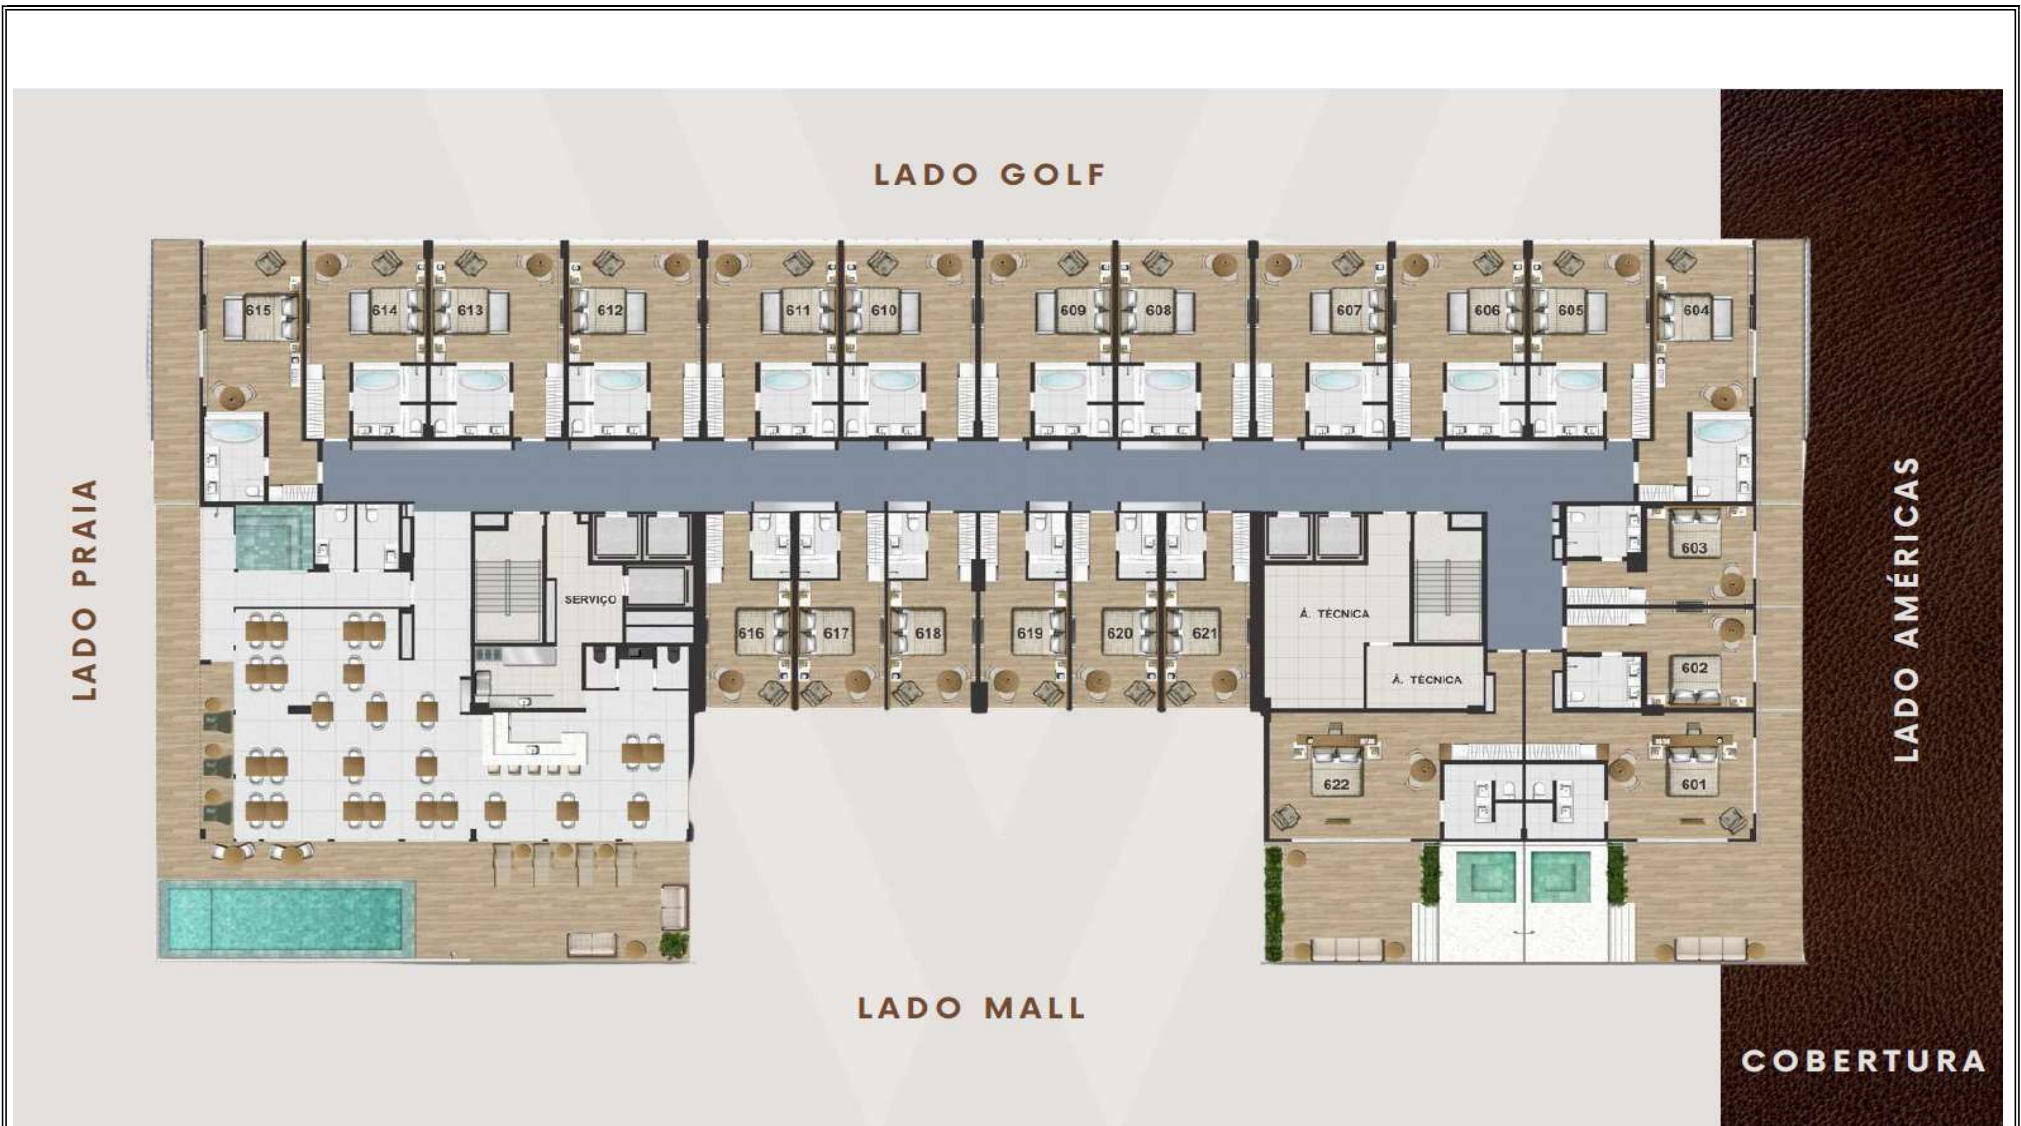 LADO GOLF
615
614
613
612
611
610
609
608
607
606
605
604
LADO PRAIA
LADO AMÉRICAS
603
SERVIÇO
Á. TÉCNICA
616
617
618
619
620
621
602
Á. TÉCNICA
622
601
LADO MALL
COBERTURA